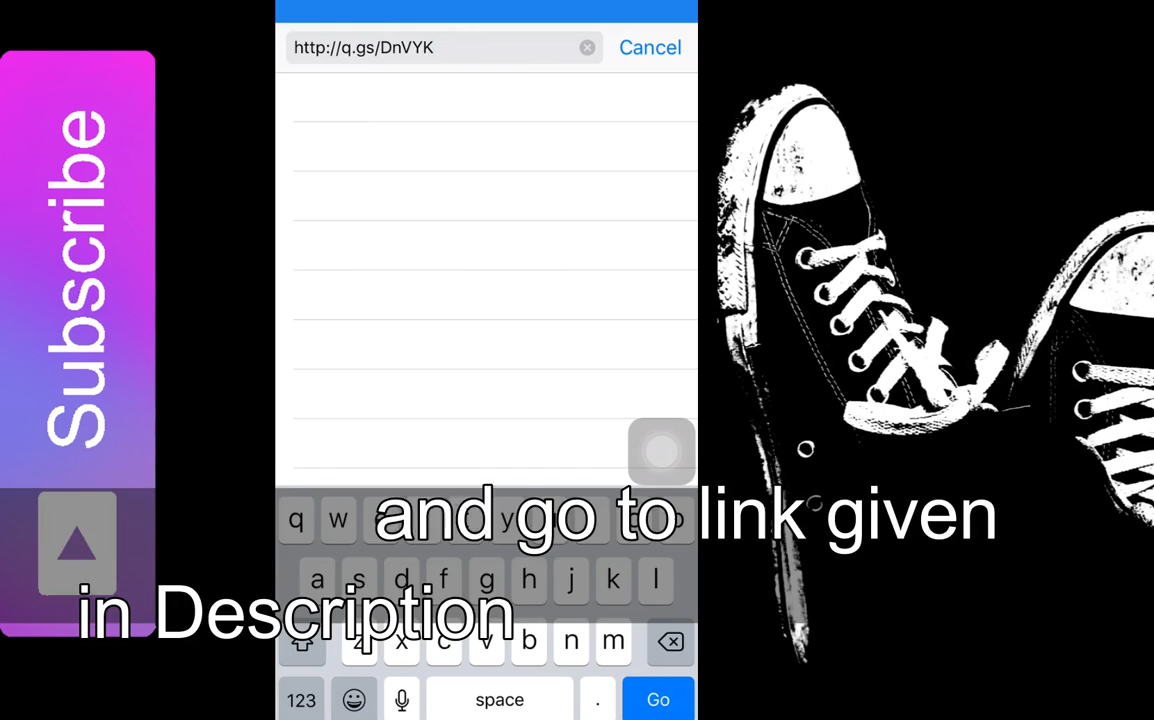 Subscribe
http://q.gs/DnVYK
Cancel
and go to link given
in Description
q w
a s d f g h j k l
z x c v b n m
123 space . Go